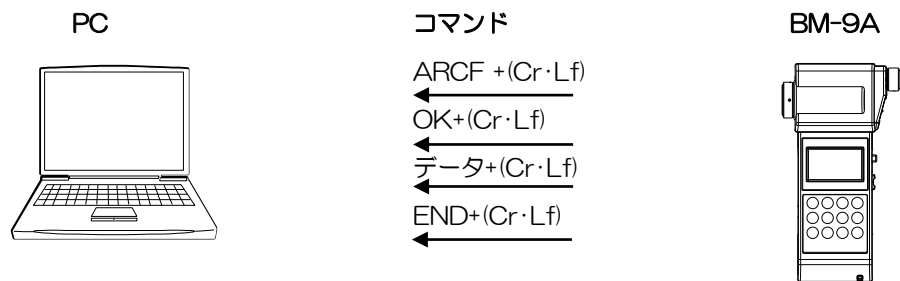 PC コマンド BM-9A
ARCF +(Cr･Lf)
OK+(Cr･Lf)
データ+(Cr･Lf)
END+(Cr･Lf)